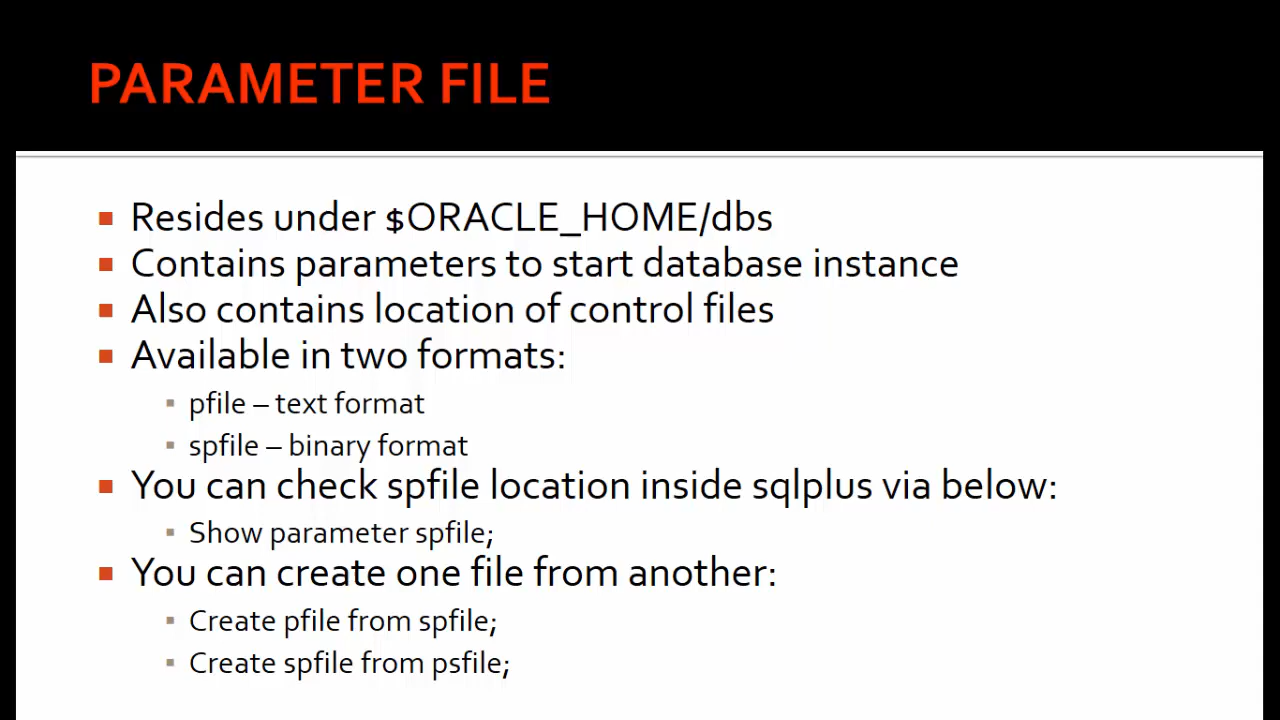 PARAMETER FILE
Resides under $ORACLE_HOME/dbs
Contains parameters to start database instance
Also contains location of control files
Available in two formats:
pfile – text format
spfile – binary format
You can check spfile location inside sqlplus via below:
Show parameter spfile;
You can create one file from another:
Create pfile from spfile;
Create spfile from psfile;